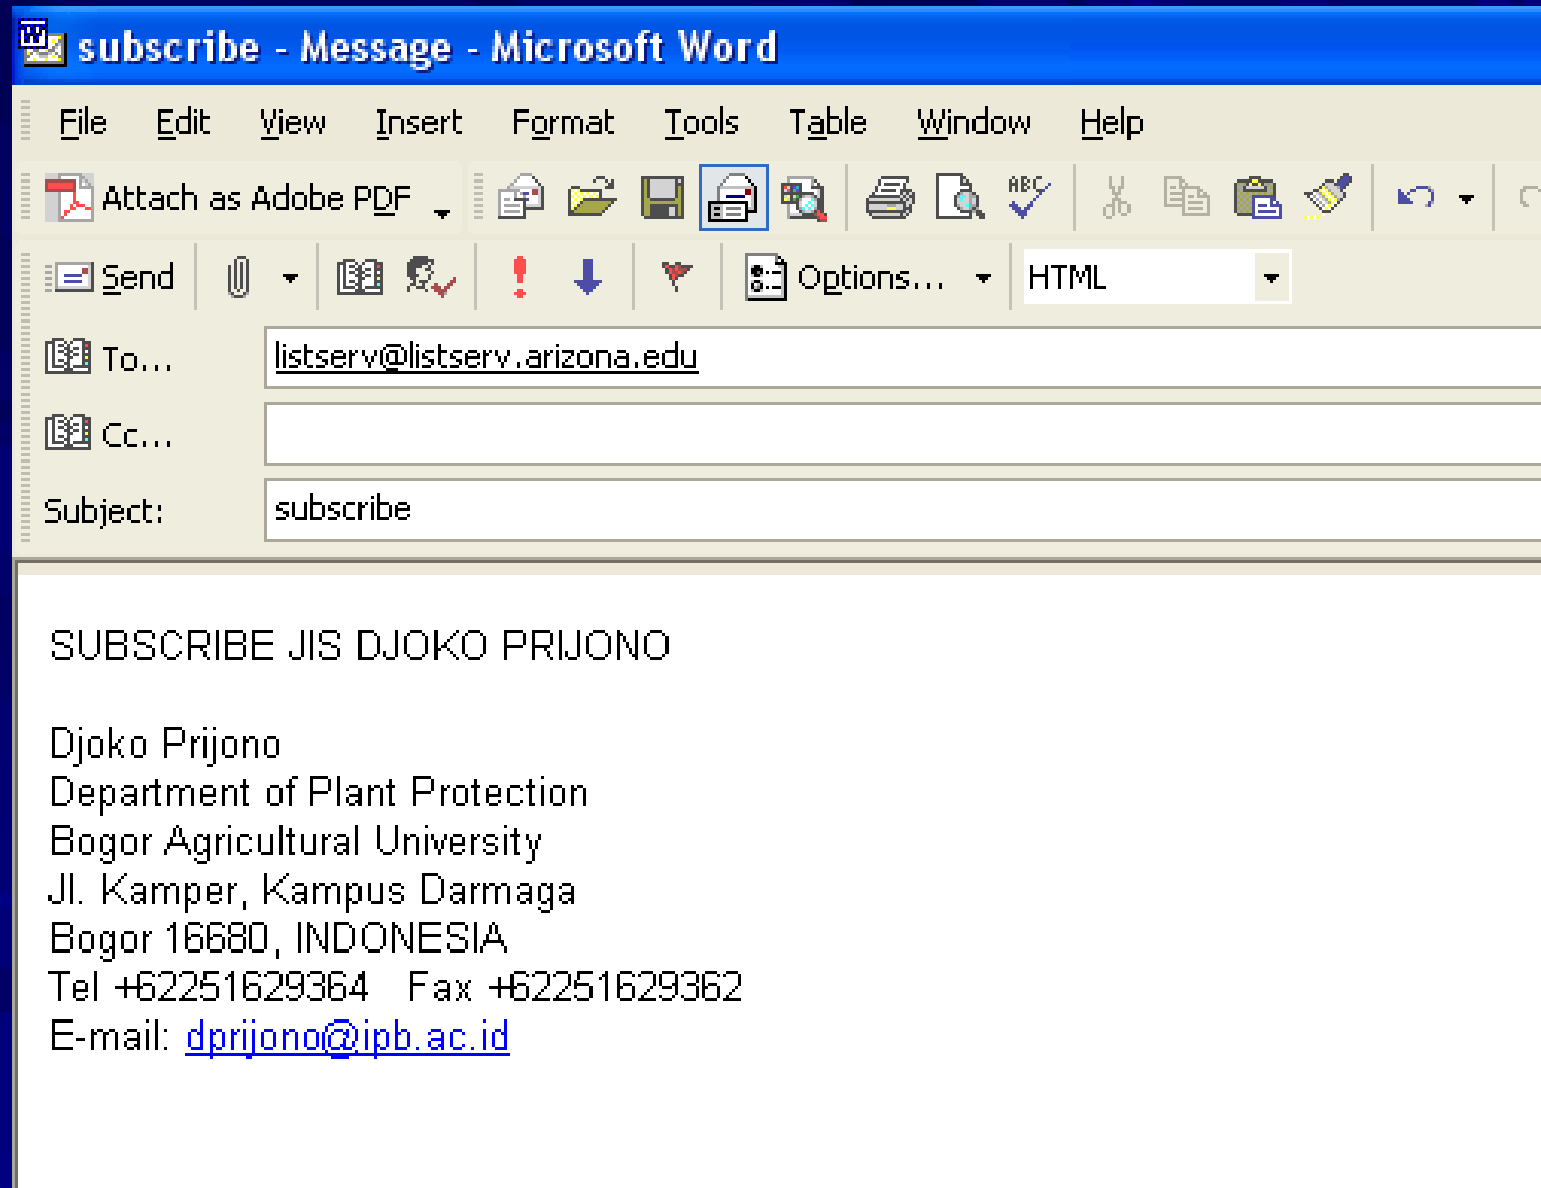 subscribe - Message - Microsoft Word
File Edit View Insert Format Tools Table Window Help
Attach as Adobe PDF ABC
Send Options... HTML
To... listserv@listserv.arizona.edu
Cc...
Subject: subscribe
SUBSCRIBE JIS DJOKO PRIJONO
Djoko Prijono
Department of Plant Protection
Bogor Agricultural University
Jl. Kamper, Kampus Darmaga
Bogor 16680, INDONESIA
Tel +62251629364 Fax +62251629362
E-mail: dprijono@ipb.ac.id